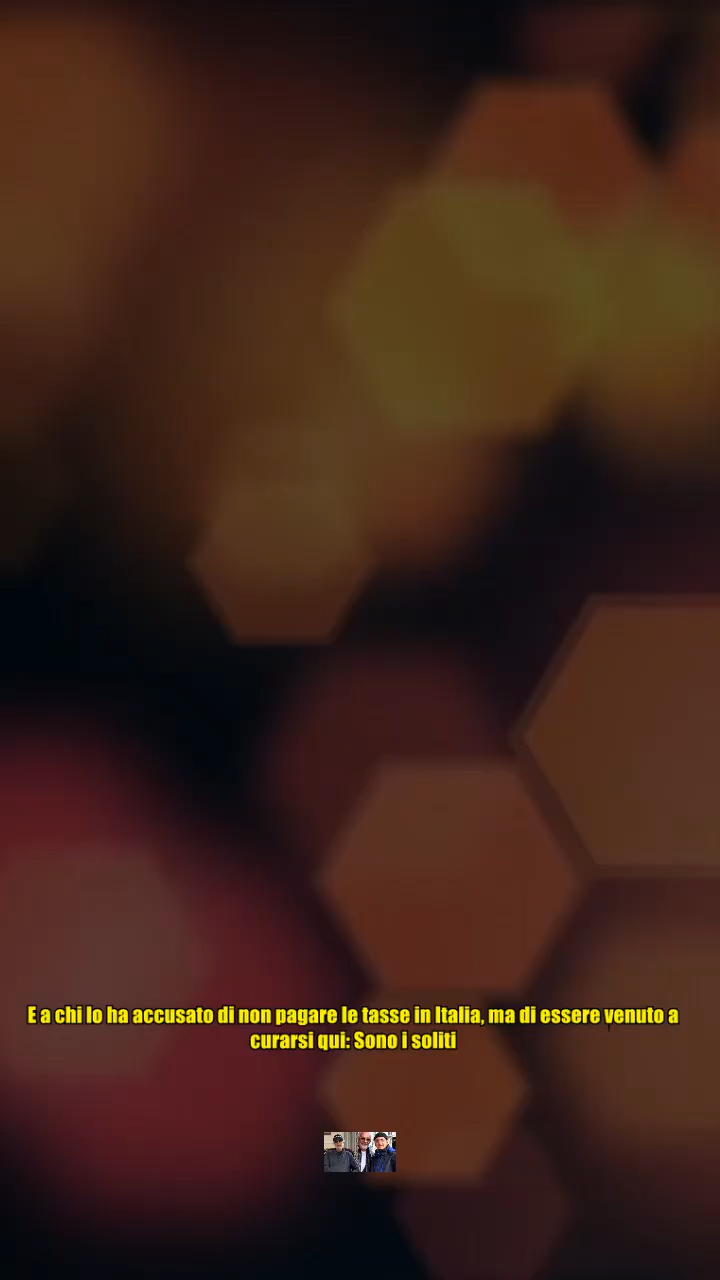 E a chi lo ha accusato di non pagare le tasse in Italia, ma di essere venuto a
curarsi qui: Sono i soliti